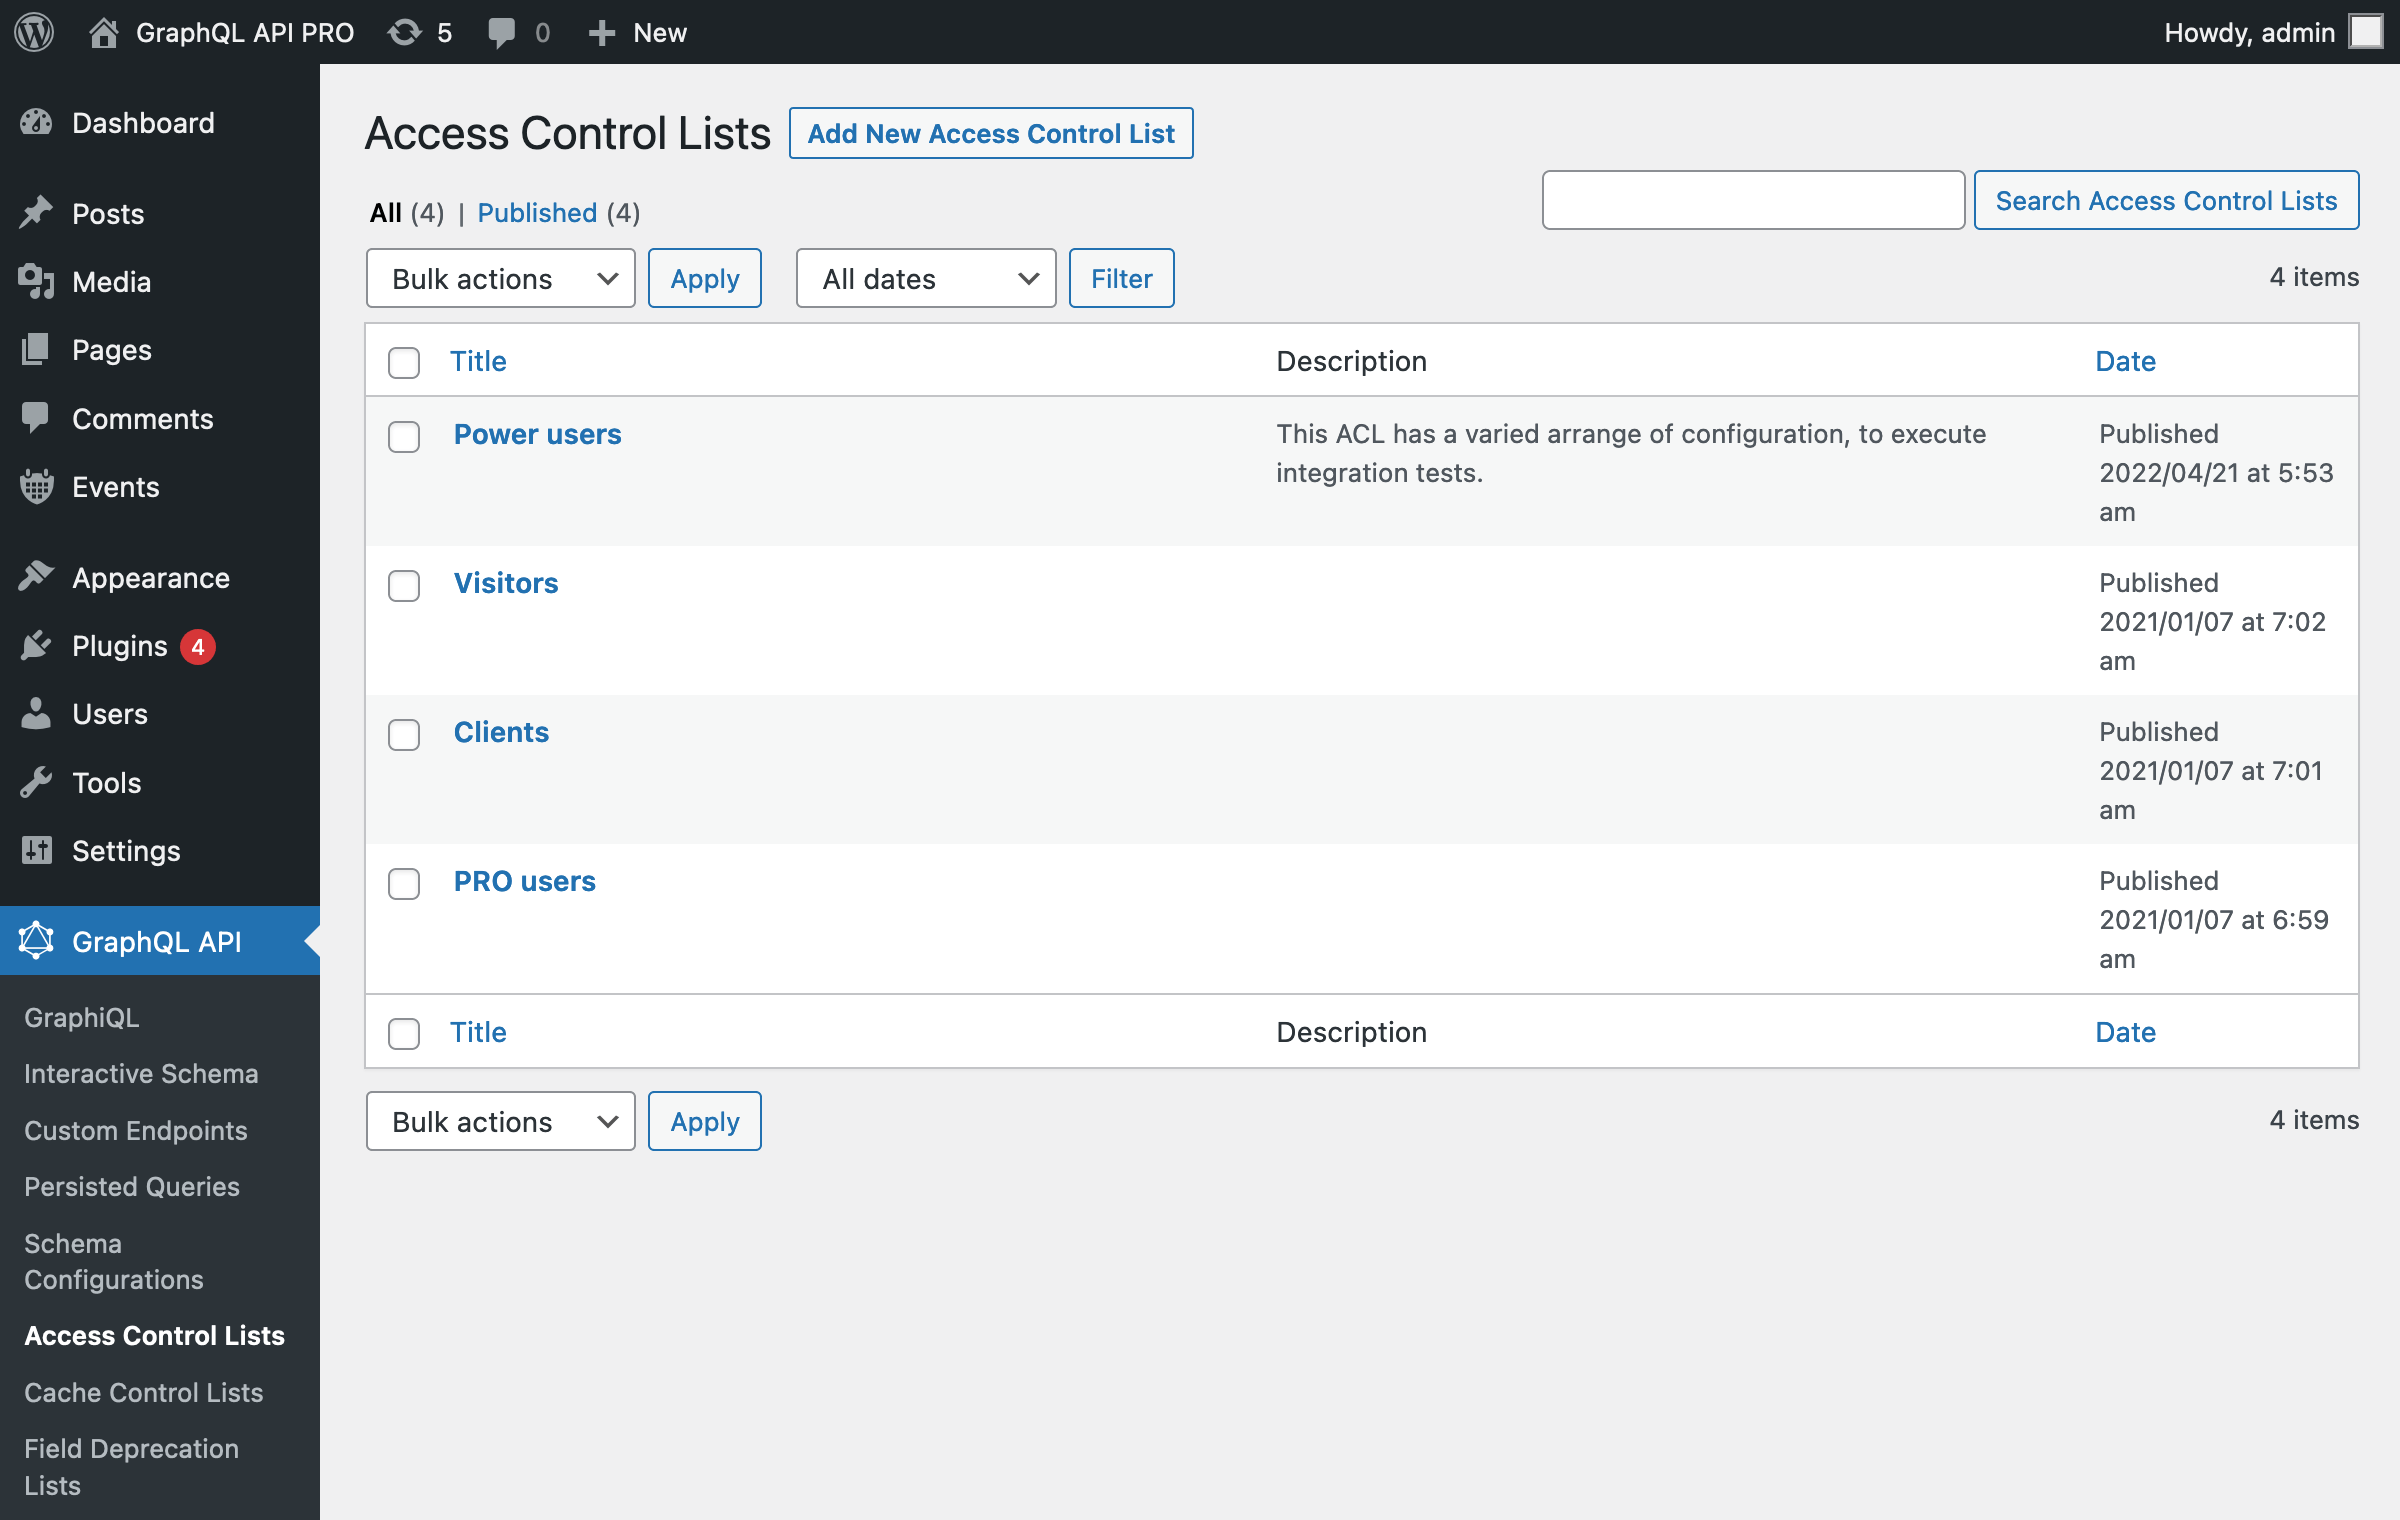 GraphQL API PRO 5 0 New Howdy, admin
Dashboard
Posts
Media
Pages
Comments
Events
Appearance
Plugins 4
Users
Tools
Settings
GraphQL API
GraphiQL
Interactive Schema
Custom Endpoints
Persisted Queries
Schema
Configurations
Access Control Lists
Cache Control Lists
Field Deprecation
Lists
Access Control Lists Add New Access Control List
All (4) | Published (4) Search Access Control Lists
Bulk actions Apply All dates Filter 4 items
Title Description Date
Power users This ACL has a varied arrange of configuration, to execute Published
integration tests. 2022/04/21 at 5:53
am
Visitors Published
2021/01/07 at 7:02
am
Clients Published
2021/01/07 at 7:01
am
PRO users Published
2021/01/07 at 6:59
am
Title Description Date
Bulk actions Apply 4 items